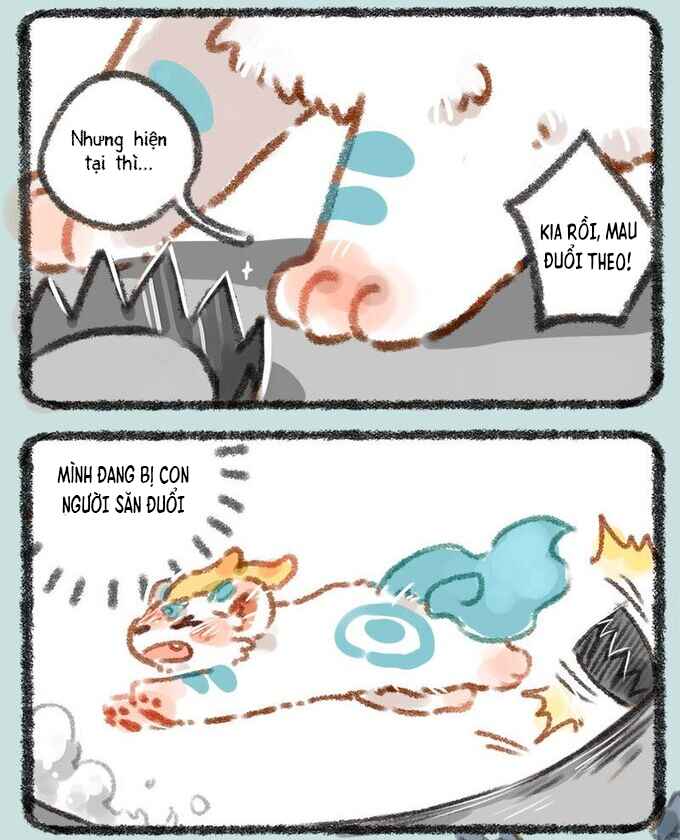 Nhưng hiện
tại thì...
KIA RỒI, MAU
ĐUỔI THEO!
MÌNH ĐANG BỊ CON
NGƯỜI SĂN ĐUỔI